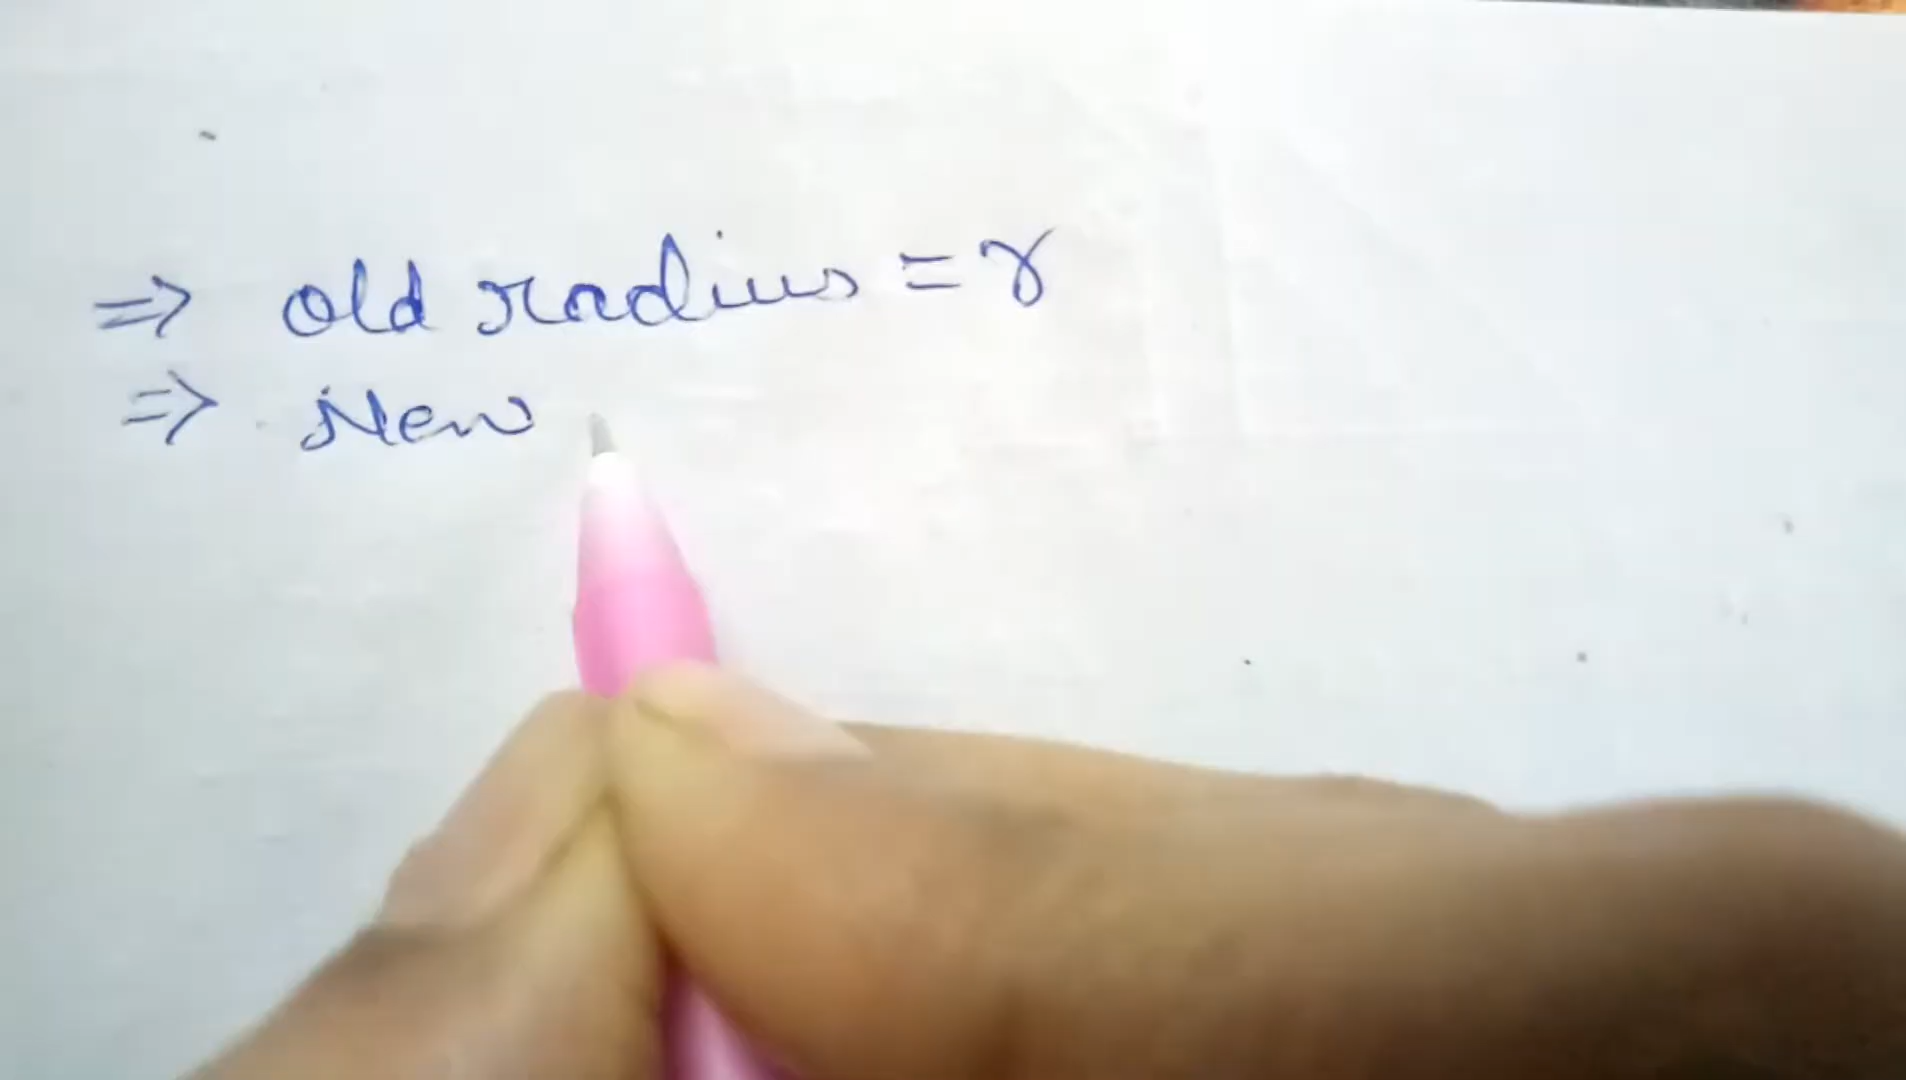 ⇒ old radius = r
⇒ New